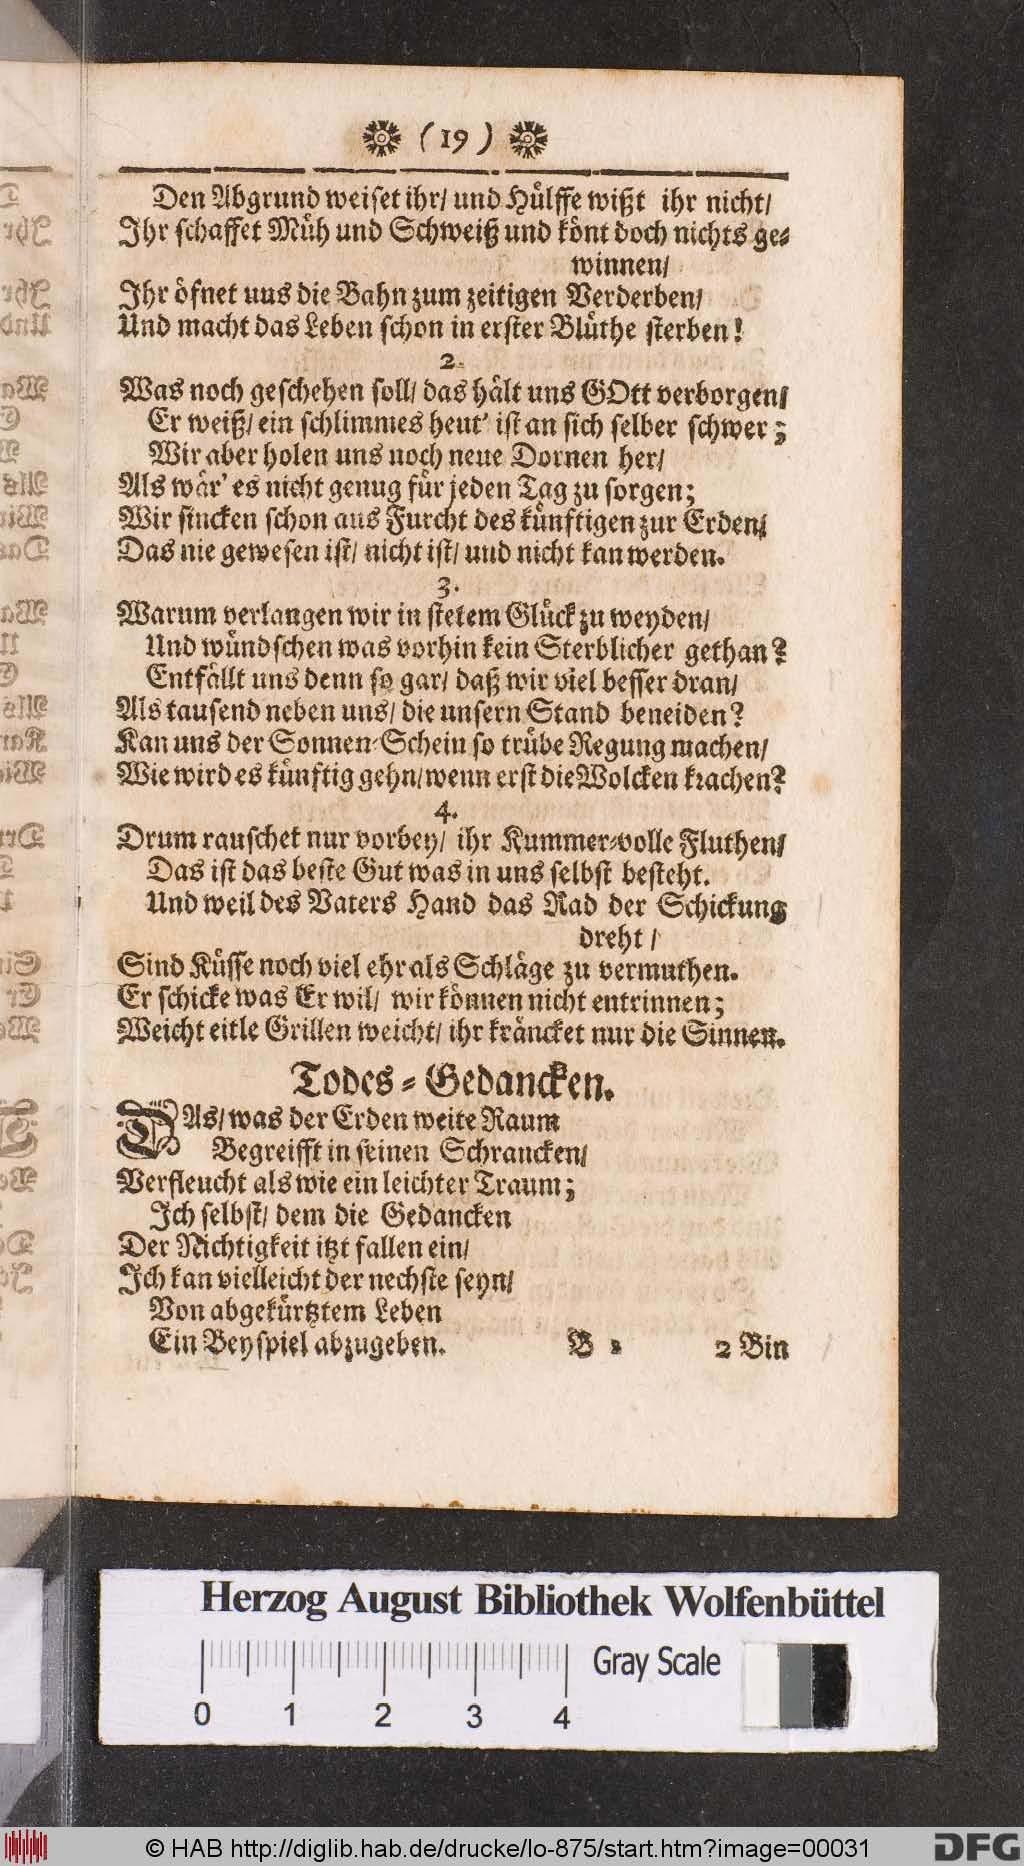 ( 19 )
Den Abgrund weiset ihr/ und Hülffe wißt ihr nicht/
Ihr schaffet Müh und Schweiß und könt doch nichts ge-
winnen/
Ihr öfnet uus die Bahn zum zeitigen Verderben/
Und macht das Leben schon in erster Blüthe sterben!
2.
Was noch geschehen soll/ das hält uns GOtt verborgen/
Er weiß/ ein schlimmes heut' ist an sich selber schwer;
Wir aber holen uns noch neue Dornen her/
Als wär' es nicht genug für jeden Tag zu sorgen;
Wir sincken schon aus Furcht des künftigen zur Erden/
Das nie gewesen ist/ nicht ist/ und nicht kan werden.
3.
Warum verlangen wir in stetem Glück zu weyden/
Und wündschen was vorhin kein Sterblicher gethan?
Entfällt uns denn so gar/ daß wir viel besser dran/
Als tausend neben uns/ die unsern Stand beneiden?
Kan uns der Sonnen-Schein so trübe Regung machen/
Wie wird es künftig gehn/ wenn erst die Wolcken krachen?
4.
Drum rauschet nur vorbey/ ihr Kummer-volle Fluthen/
Das ist das beste Gut was in uns selbst besteht.
Und weil des Vaters Hand das Rad der Schickung
dreht /
Sind Küsse noch viel ehr als Schläge zu vermuthen.
Er schicke was Er wil/ wir können nicht entrinnen;
Weicht eitle Grillen weicht/ ihr kräncket nur die Sinnen.
Todes-Gedancken.
DAs/ was der Erden weite Raum
Begreifft in seinen Schrancken/
Verfleucht als wie ein leichter Traum;
Ich selbst/ dem die Gedancken
Der Nichtigkeit itzt fallen ein/
Ich kan vielleicht der nechste seyn/
Von abgekürtztem Leben
Ein Beyspiel abzugeben.
B 2 2 Bin
Herzog August Bibliothek Wolfenbüttel
Gray Scale
0 1 2 3 4
© HAB http://diglib.hab.de/drucke/lo-875/start.htm?image=00031
DFG